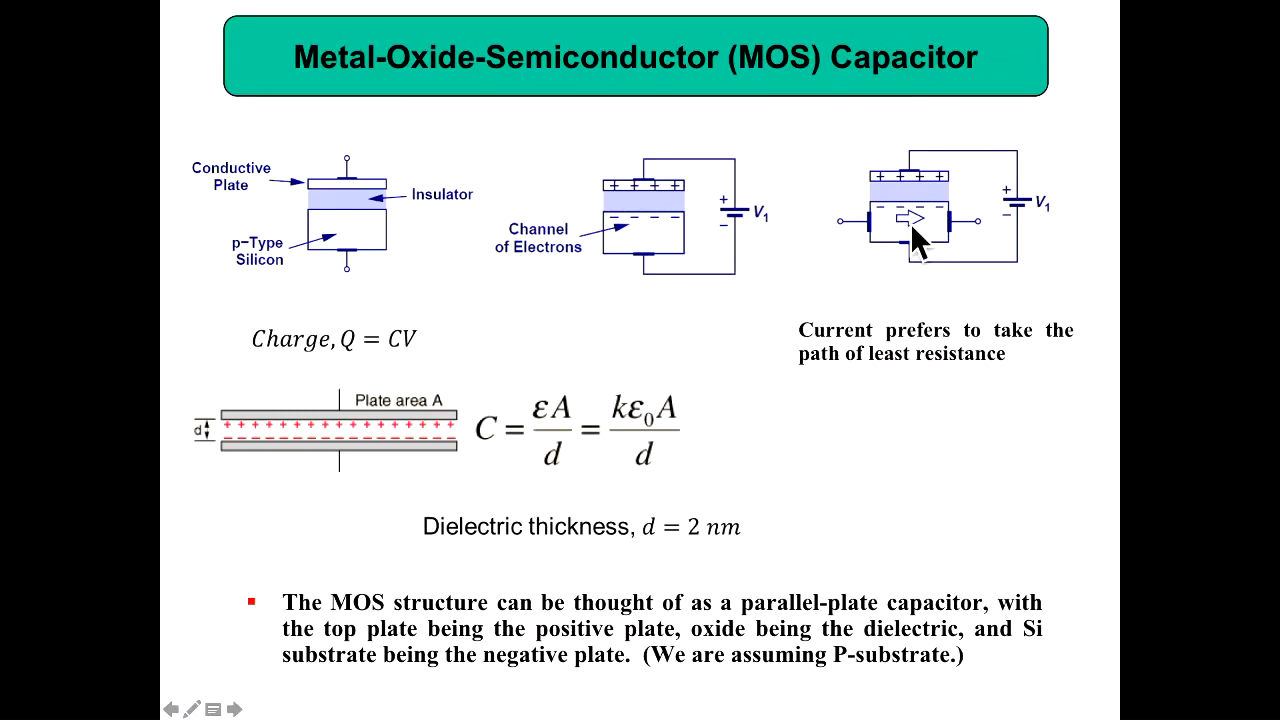 Metal-Oxide-Semiconductor (MOS) Capacitor
Conductive
Plate
Insulator
p-Type
Silicon
+ + + +
− − − −
Channel
of Electrons
+
−
V1
+ + + +
− − − −
+
−
V1
Charge, Q = CV
Current prefers to take the
path of least resistance
Plate area A
d
C = εA/d = kε0A/d
Dielectric thickness, d = 2 nm
The MOS structure can be thought of as a parallel-plate capacitor, with
the top plate being the positive plate, oxide being the dielectric, and Si
substrate being the negative plate. (We are assuming P-substrate.)